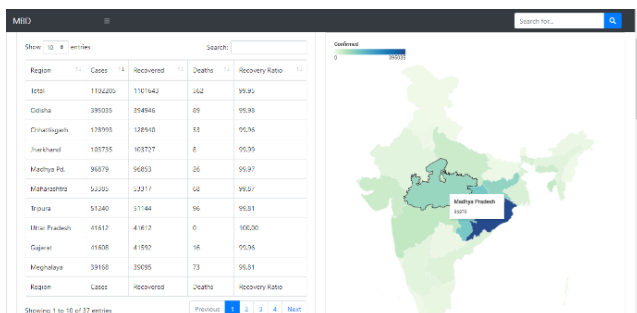 MBD ≡ Search for...
Show 10 entries Search:
Region Cases Recovered Deaths Recovery Ratio
Total 1102205 1101643 562 99.95
Odisha 395035 394946 89 99.98
Chhattisgarh 128993 128940 53 99.96
Jharkhand 103735 103727 8 99.99
Madhya Pd. 96879 96853 26 99.97
Maharashtra 53385 53317 68 99.87
Tripura 51240 51144 96 99.81
Uttar Pradesh 41612 41612 0 100.00
Gujarat 41608 41592 16 99.96
Meghalaya 39168 39095 73 99.81
Region Cases Recovered Deaths Recovery Ratio
Showing 1 to 10 of 37 entries
Previous 1 2 3 4 Next
Confirmed
0 395035
Madhya Pradesh
96879